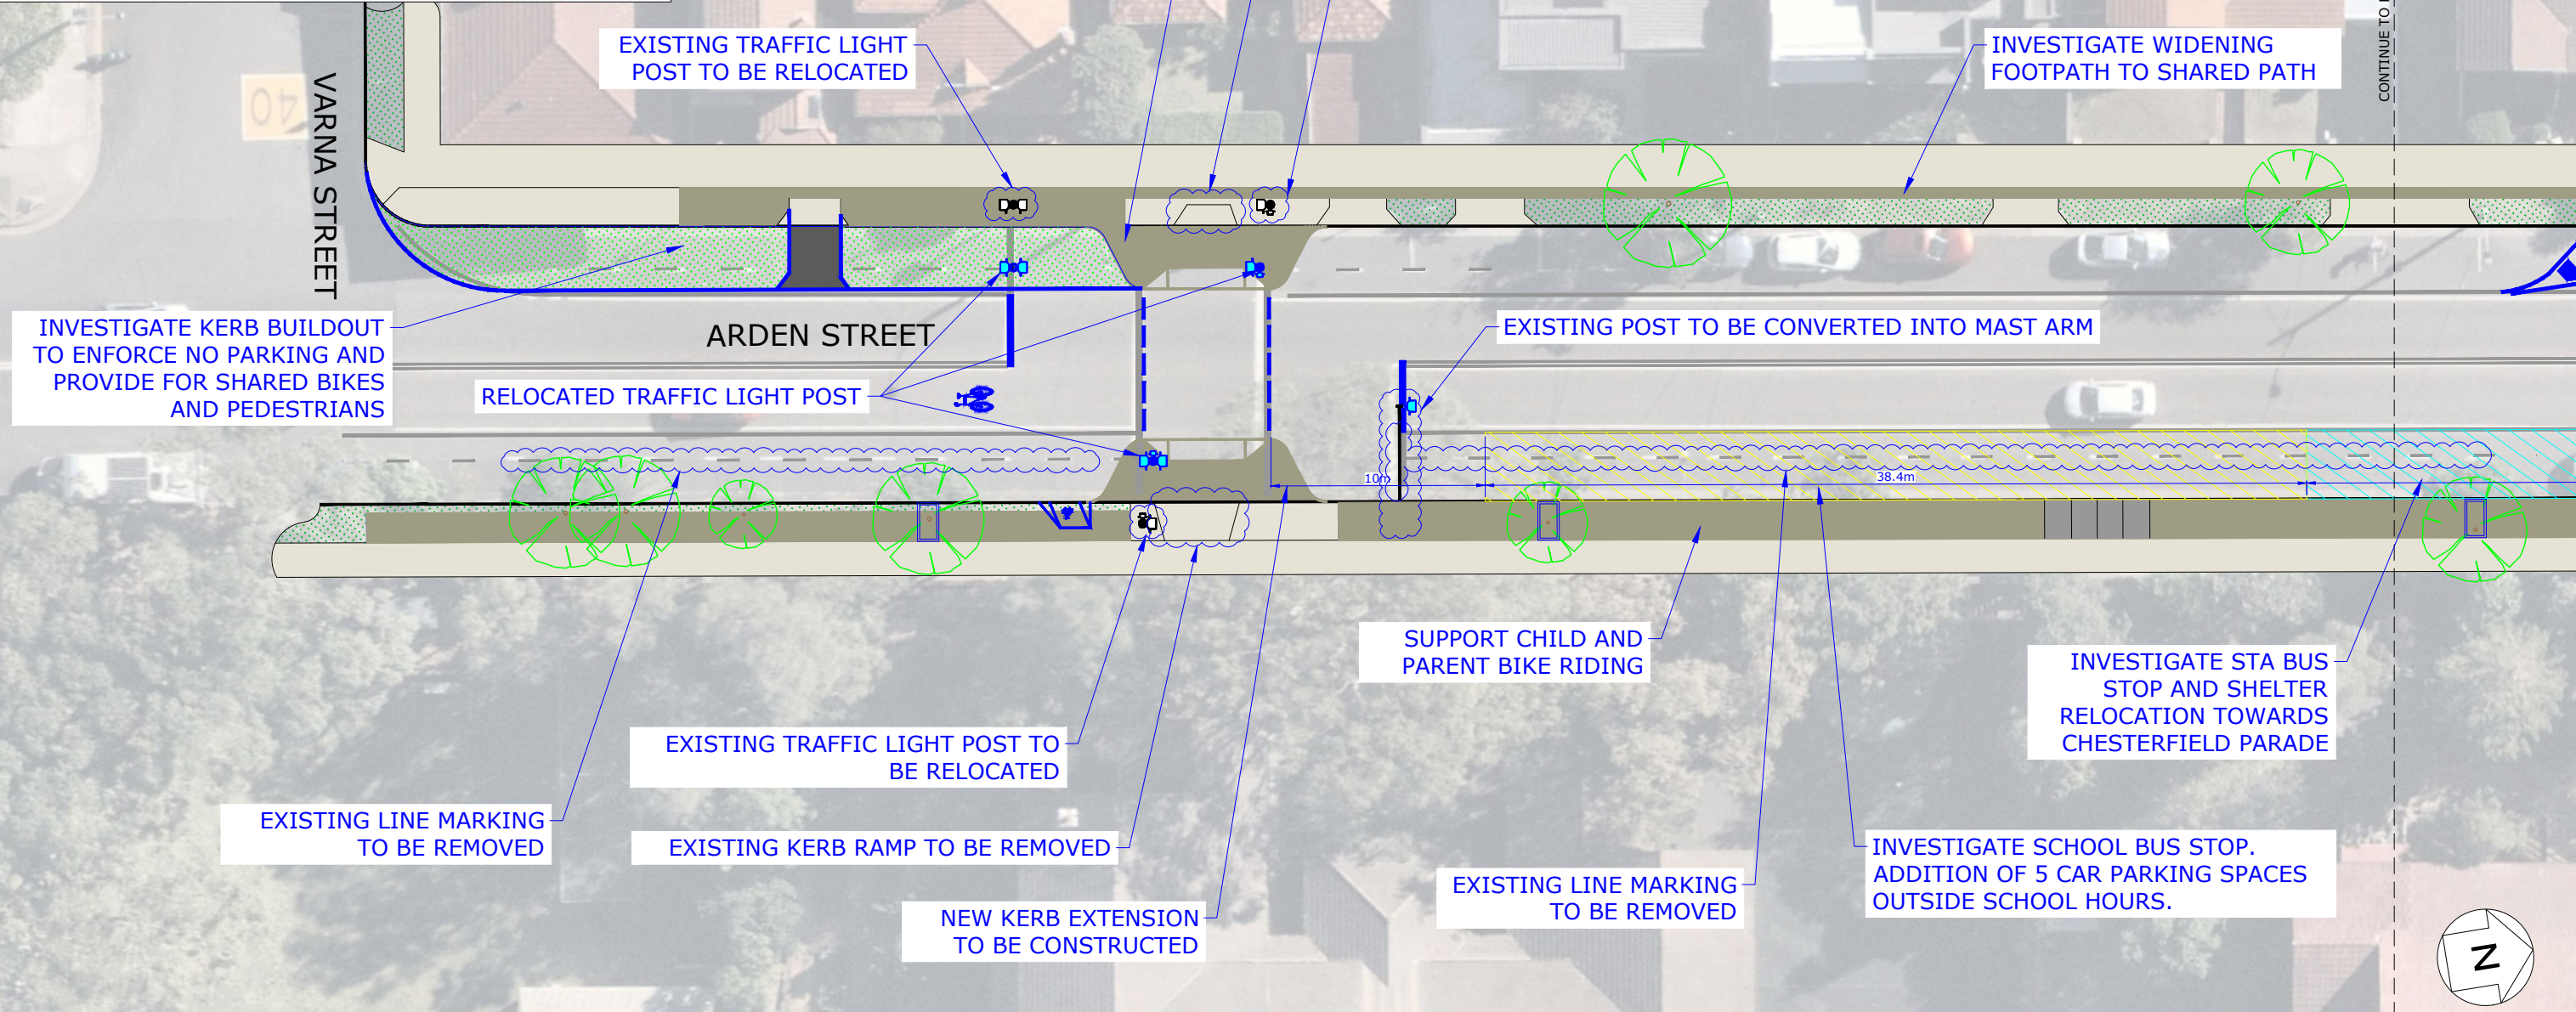 CONTINUE TO
EXISTING TRAFFIC LIGHT
POST TO BE RELOCATED
INVESTIGATE WIDENING
FOOTPATH TO SHARED PATH
40
VARNA STREET
INVESTIGATE KERB BUILDOUT
TO ENFORCE NO PARKING AND
PROVIDE FOR SHARED BIKES
AND PEDESTRIANS
ARDEN STREET
EXISTING POST TO BE CONVERTED INTO MAST ARM
RELOCATED TRAFFIC LIGHT POST
10m
38.4m
SUPPORT CHILD AND
PARENT BIKE RIDING
INVESTIGATE STA BUS
STOP AND SHELTER
RELOCATION TOWARDS
CHESTERFIELD PARADE
EXISTING TRAFFIC LIGHT POST TO
BE RELOCATED
EXISTING LINE MARKING
TO BE REMOVED
EXISTING KERB RAMP TO BE REMOVED
INVESTIGATE SCHOOL BUS STOP.
ADDITION OF 5 CAR PARKING SPACES
OUTSIDE SCHOOL HOURS.
EXISTING LINE MARKING
TO BE REMOVED
NEW KERB EXTENSION
TO BE CONSTRUCTED
N